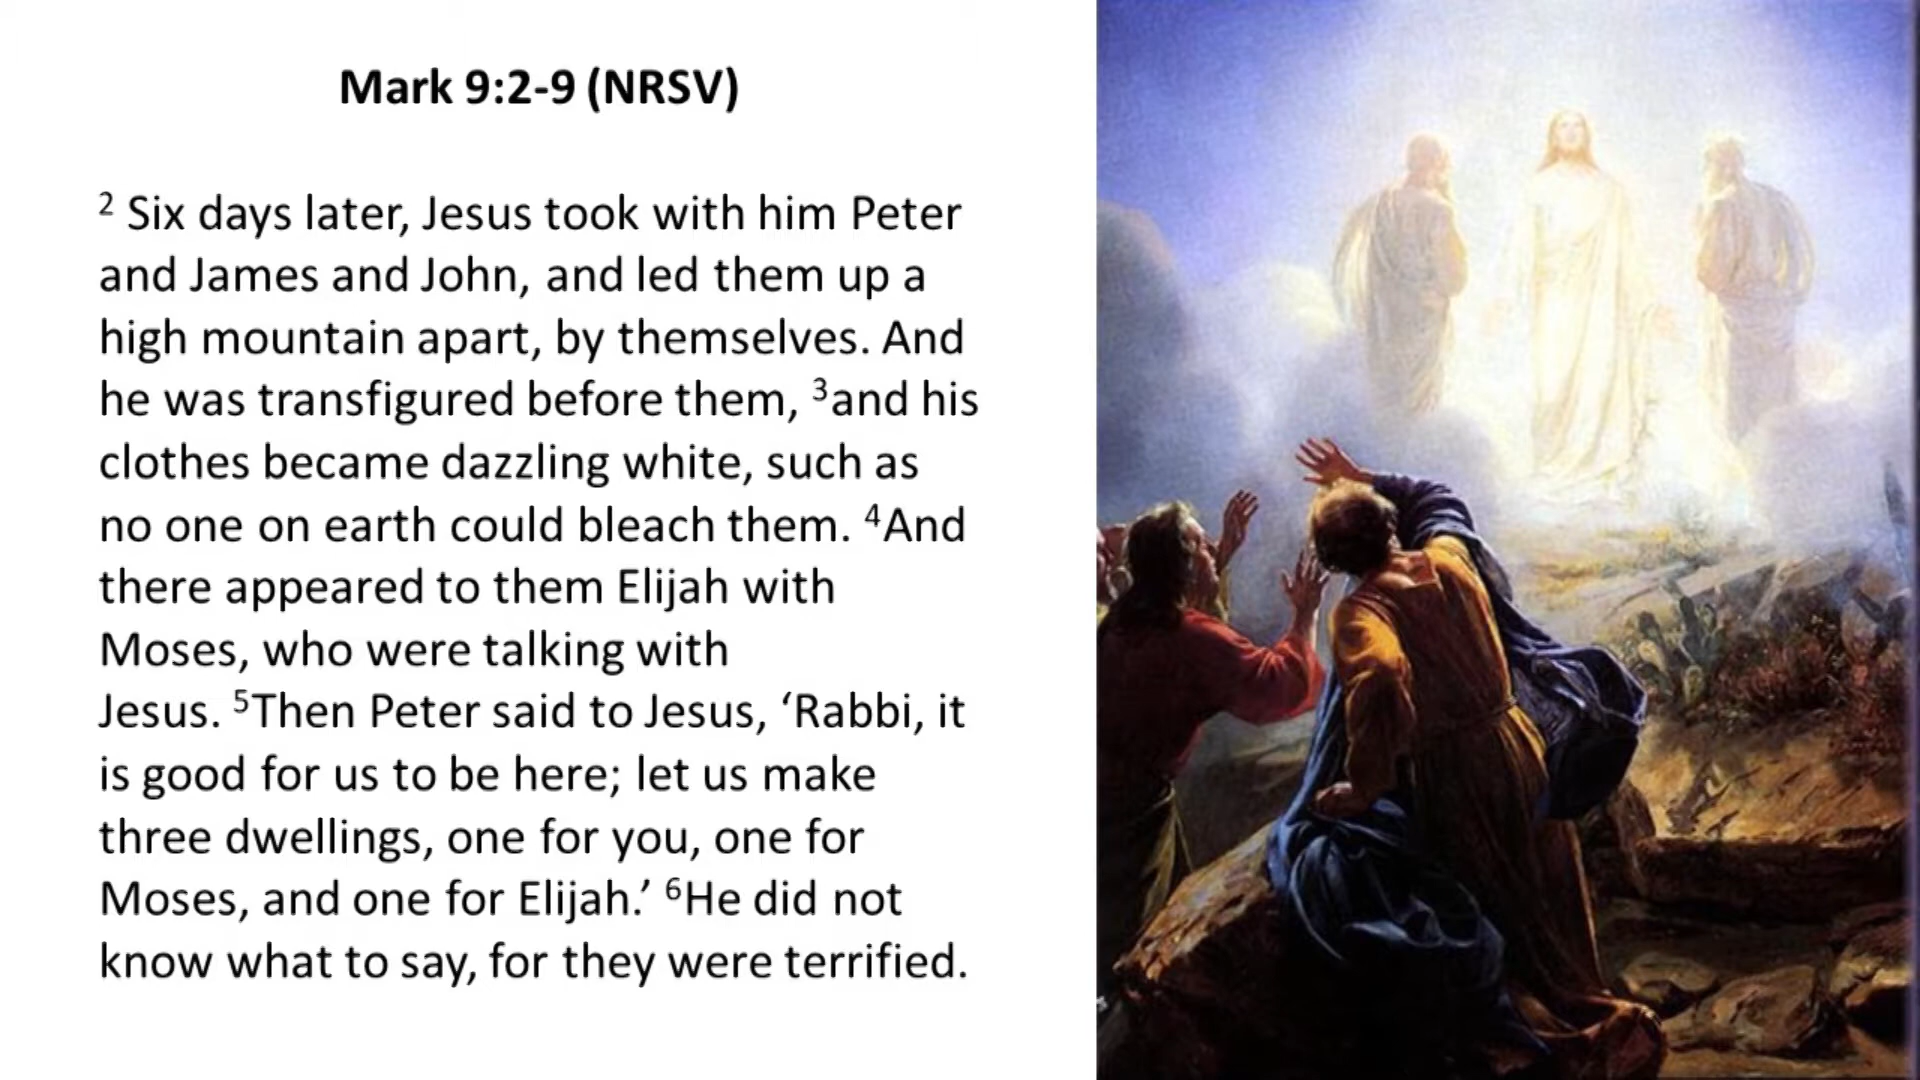 Mark 9:2-9 (NRSV)
² Six days later, Jesus took with him Peter
and James and John, and led them up a
high mountain apart, by themselves. And
he was transfigured before them, ³and his
clothes became dazzling white, such as
no one on earth could bleach them. ⁴And
there appeared to them Elijah with
Moses, who were talking with
Jesus. ⁵Then Peter said to Jesus, ‘Rabbi, it
is good for us to be here; let us make
three dwellings, one for you, one for
Moses, and one for Elijah.’ ⁶He did not
know what to say, for they were terrified.